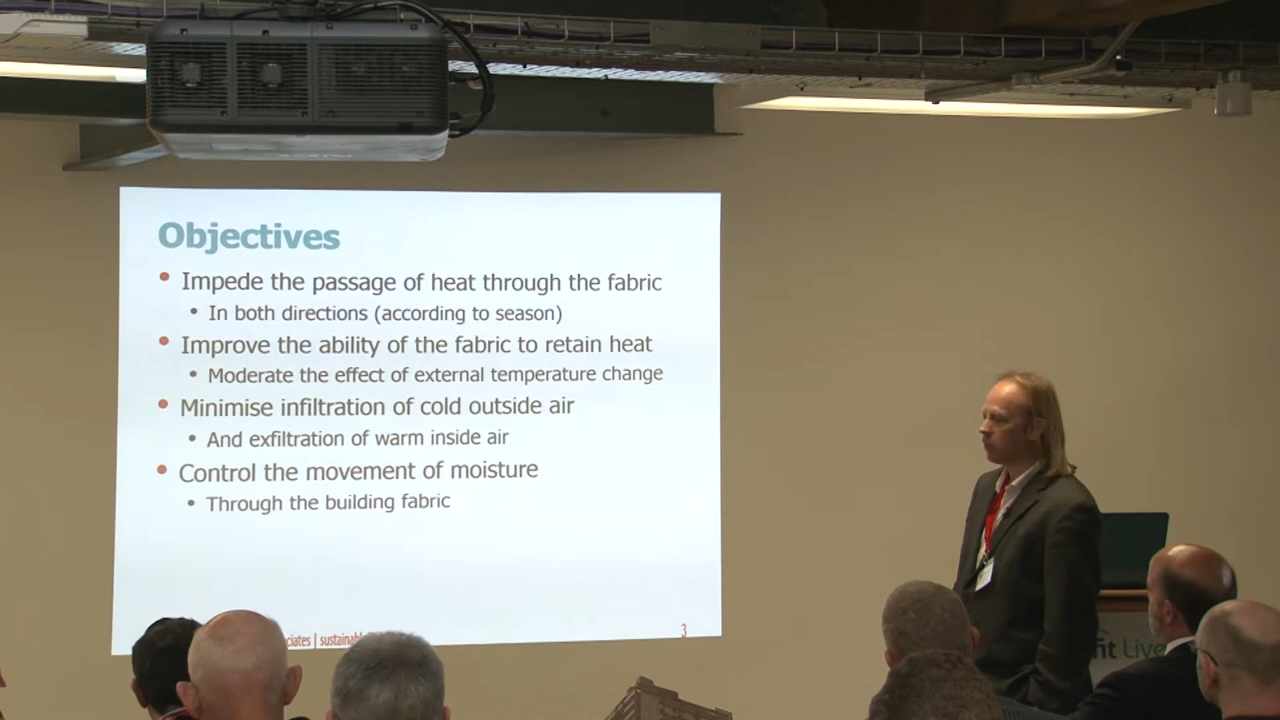 Objectives
• Impede the passage of heat through the fabric
• In both directions (according to season)
• Improve the ability of the fabric to retain heat
• Moderate the effect of external temperature change
• Minimise infiltration of cold outside air
• And exfiltration of warm inside air
• Control the movement of moisture
• Through the building fabric
3
fit Live